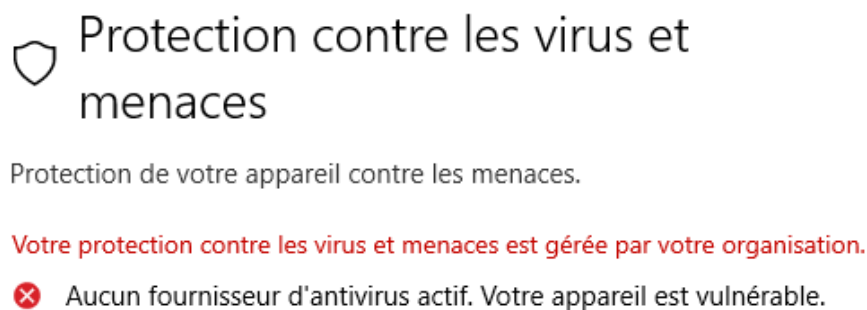 Protection contre les virus et
menaces
Protection de votre appareil contre les menaces.
Votre protection contre les virus et menaces est gérée par votre organisation.
Aucun fournisseur d'antivirus actif. Votre appareil est vulnérable.